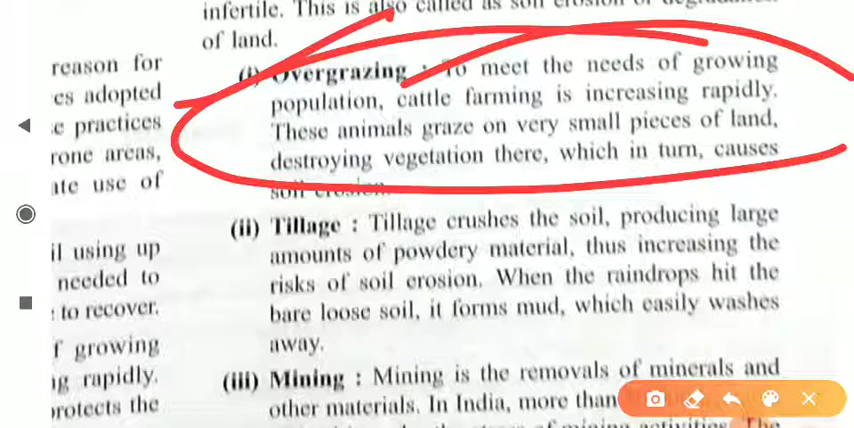 infertile. This is also called as soil erosion or
of land.
reason for
es adopted
e practices
rone areas,
ate use of
il using up
needed to
to recover.
f growing
ng rapidly.
protects the
(i) Overgrazing : To meet the needs of growing
population, cattle farming is increasing rapidly.
These animals graze on very small pieces of land,
destroying vegetation there, which in turn, causes
soil erosion.
(ii) Tillage : Tillage crushes the soil, producing large
amounts of powdery material, thus increasing the
risks of soil erosion. When the raindrops hit the
bare loose soil, it forms mud, which easily washes
away.
(iii) Mining : Mining is the removals of minerals and
other materials. In India, more than
of mining activities. The